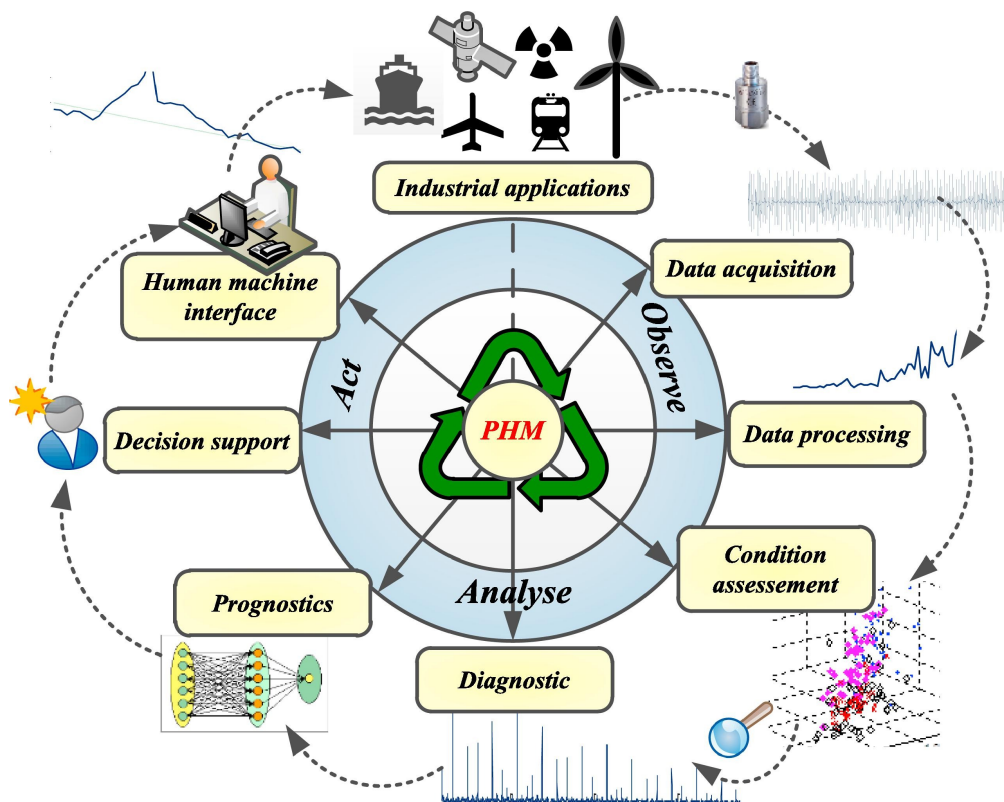 Industrial applications
Data acquisition
Human machine
interface
Observe
Act
PHM
Decision support
Data processing
Condition
assessement
Prognostics
Analyse
Diagnostic